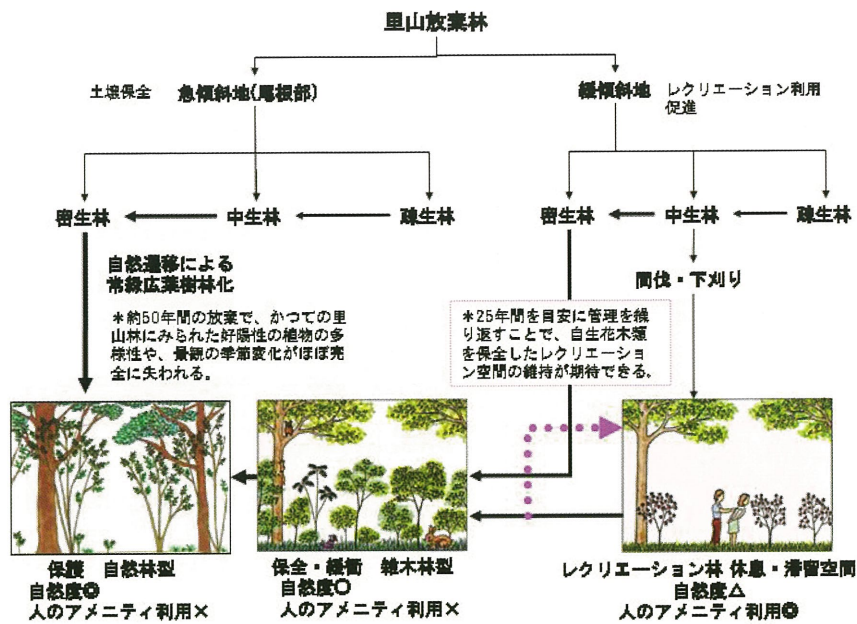 里山放棄林
土壌保全 急傾斜地(尾根部)
緩傾斜地 レクリエーション利用
促進
密生林 中生林 疎生林
密生林 中生林 疎生林
自然遷移による
常緑広葉樹林化
間伐・下刈り
＊約50年間の放棄で、かつての里
山林にみられた好陽性の植物の多
様性や、景観の季節変化がほぼ完
全に失われる。
＊25年間を目安に管理を繰
り返すことで、自生花木類
を保全したレクリエーショ
ン空間の維持が期待できる。
保護 自然林型
自然度◎
人のアメニティ利用×
保全・緩衝 雑木林型
自然度○
人のアメニティ利用×
レクリエーション林 休息・滞留空間
自然度△
人のアメニティ利用◎